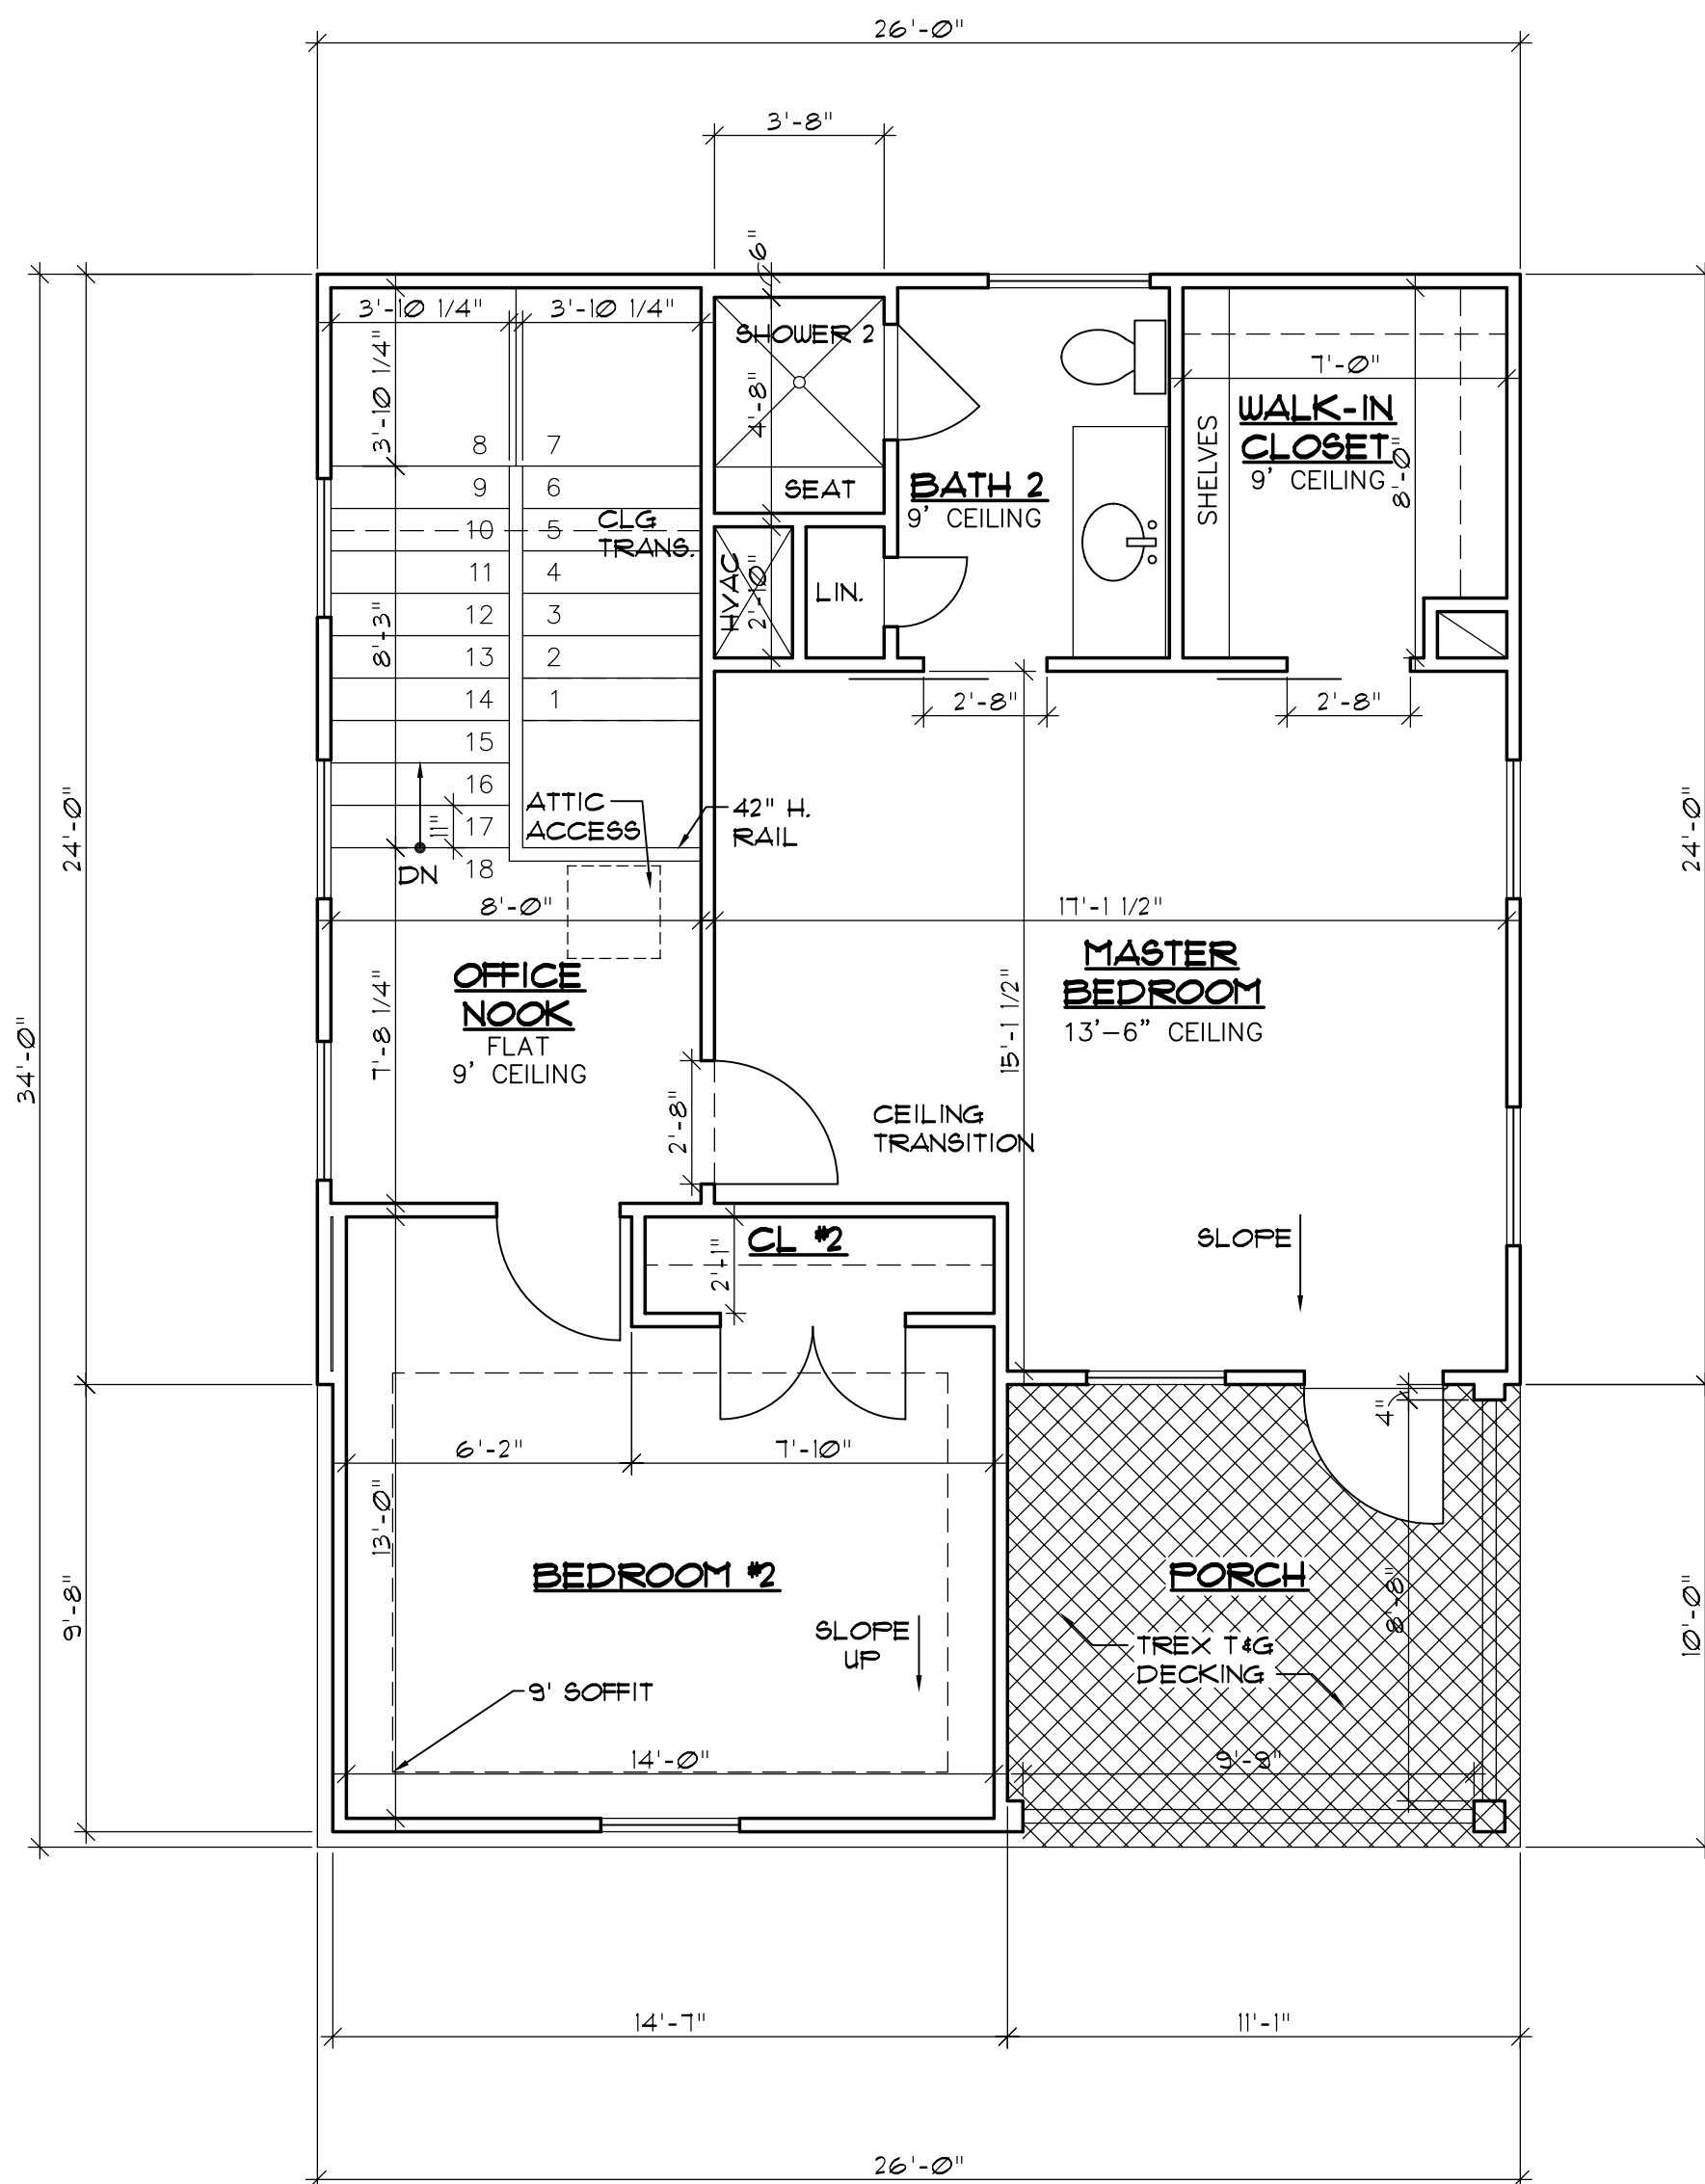 26'-0"
3'-8"
6"
3'-10 1/4"
3'-10 1/4"
SHOWER 2
3'-10 1/4"
4'-8"
7'-0"
WALK-IN
CLOSET
9' CEILING
8'-0"
SHELVES
8 7
9 6
10 5
11 4
12 3
13 2
14 1
15
16
17
18
CLG
TRANS.
SEAT
BATH 2
9' CEILING
HVAC
2'-10"
LIN.
8'-3"
2'-8"
2'-8"
11"
DN
ATTIC
ACCESS
42" H.
RAIL
24'-0"
24'-0"
34'-0"
8'-0"
17'-1 1/2"
OFFICE
NOOK
FLAT
9' CEILING
7'-8 1/4"
MASTER
BEDROOM
13'-6" CEILING
15'-1 1/2"
2'-8"
CEILING
TRANSITION
SLOPE
CL #2
2'-1"
4"
6'-2"
7'-10"
13'-0"
BEDROOM #2
PORCH
8'-8"
9'-8"
10'-0"
SLOPE
UP
TREX T&G
DECKING
9' SOFFIT
14'-0"
9'-9"
14'-7"
11'-1"
26'-0"